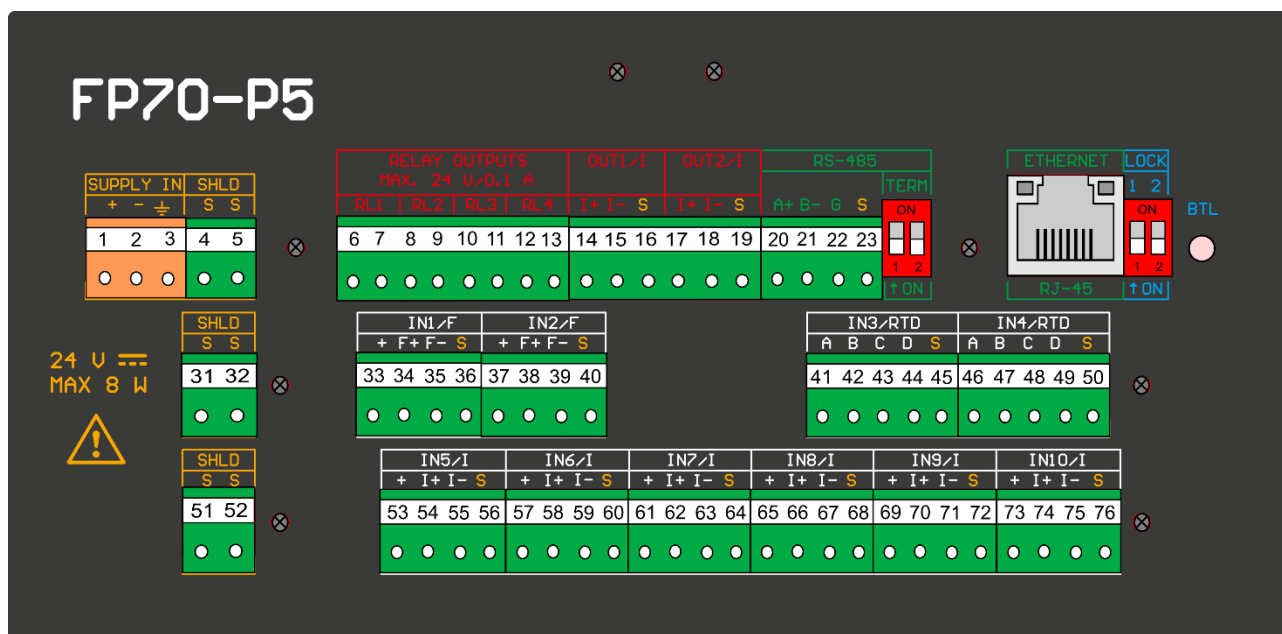 FP70-P5
SUPPLY IN SHLD
+ - S S
1 2 3 4 5
RELAY OUTPUTS OUT1/I OUT2/I RS-485
MAX. 24 V/0.1 A TERM
RL1 RL2 RL3 RL4 I+ I- S I+ I- S A+ B- G S ON
6 7 8 9 10 11 12 13 14 15 16 17 18 19 20 21 22 23
1 2
↑ON
ETHERNET LOCK
1 2
ON
1 2
RJ-45 ↑ON
BTL
24 V
MAX 8 W
!
SHLD
S S
31 32
IN1/F IN2/F
+ F+ F- S + F+ F- S
33 34 35 36 37 38 39 40
IN3/RTD IN4/RTD
A B C D S A B C D S
41 42 43 44 45 46 47 48 49 50
SHLD
S S
51 52
IN5/I IN6/I IN7/I IN8/I IN9/I IN10/I
+ I+ I- S + I+ I- S + I+ I- S + I+ I- S + I+ I- S + I+ I- S
53 54 55 56 57 58 59 60 61 62 63 64 65 66 67 68 69 70 71 72 73 74 75 76